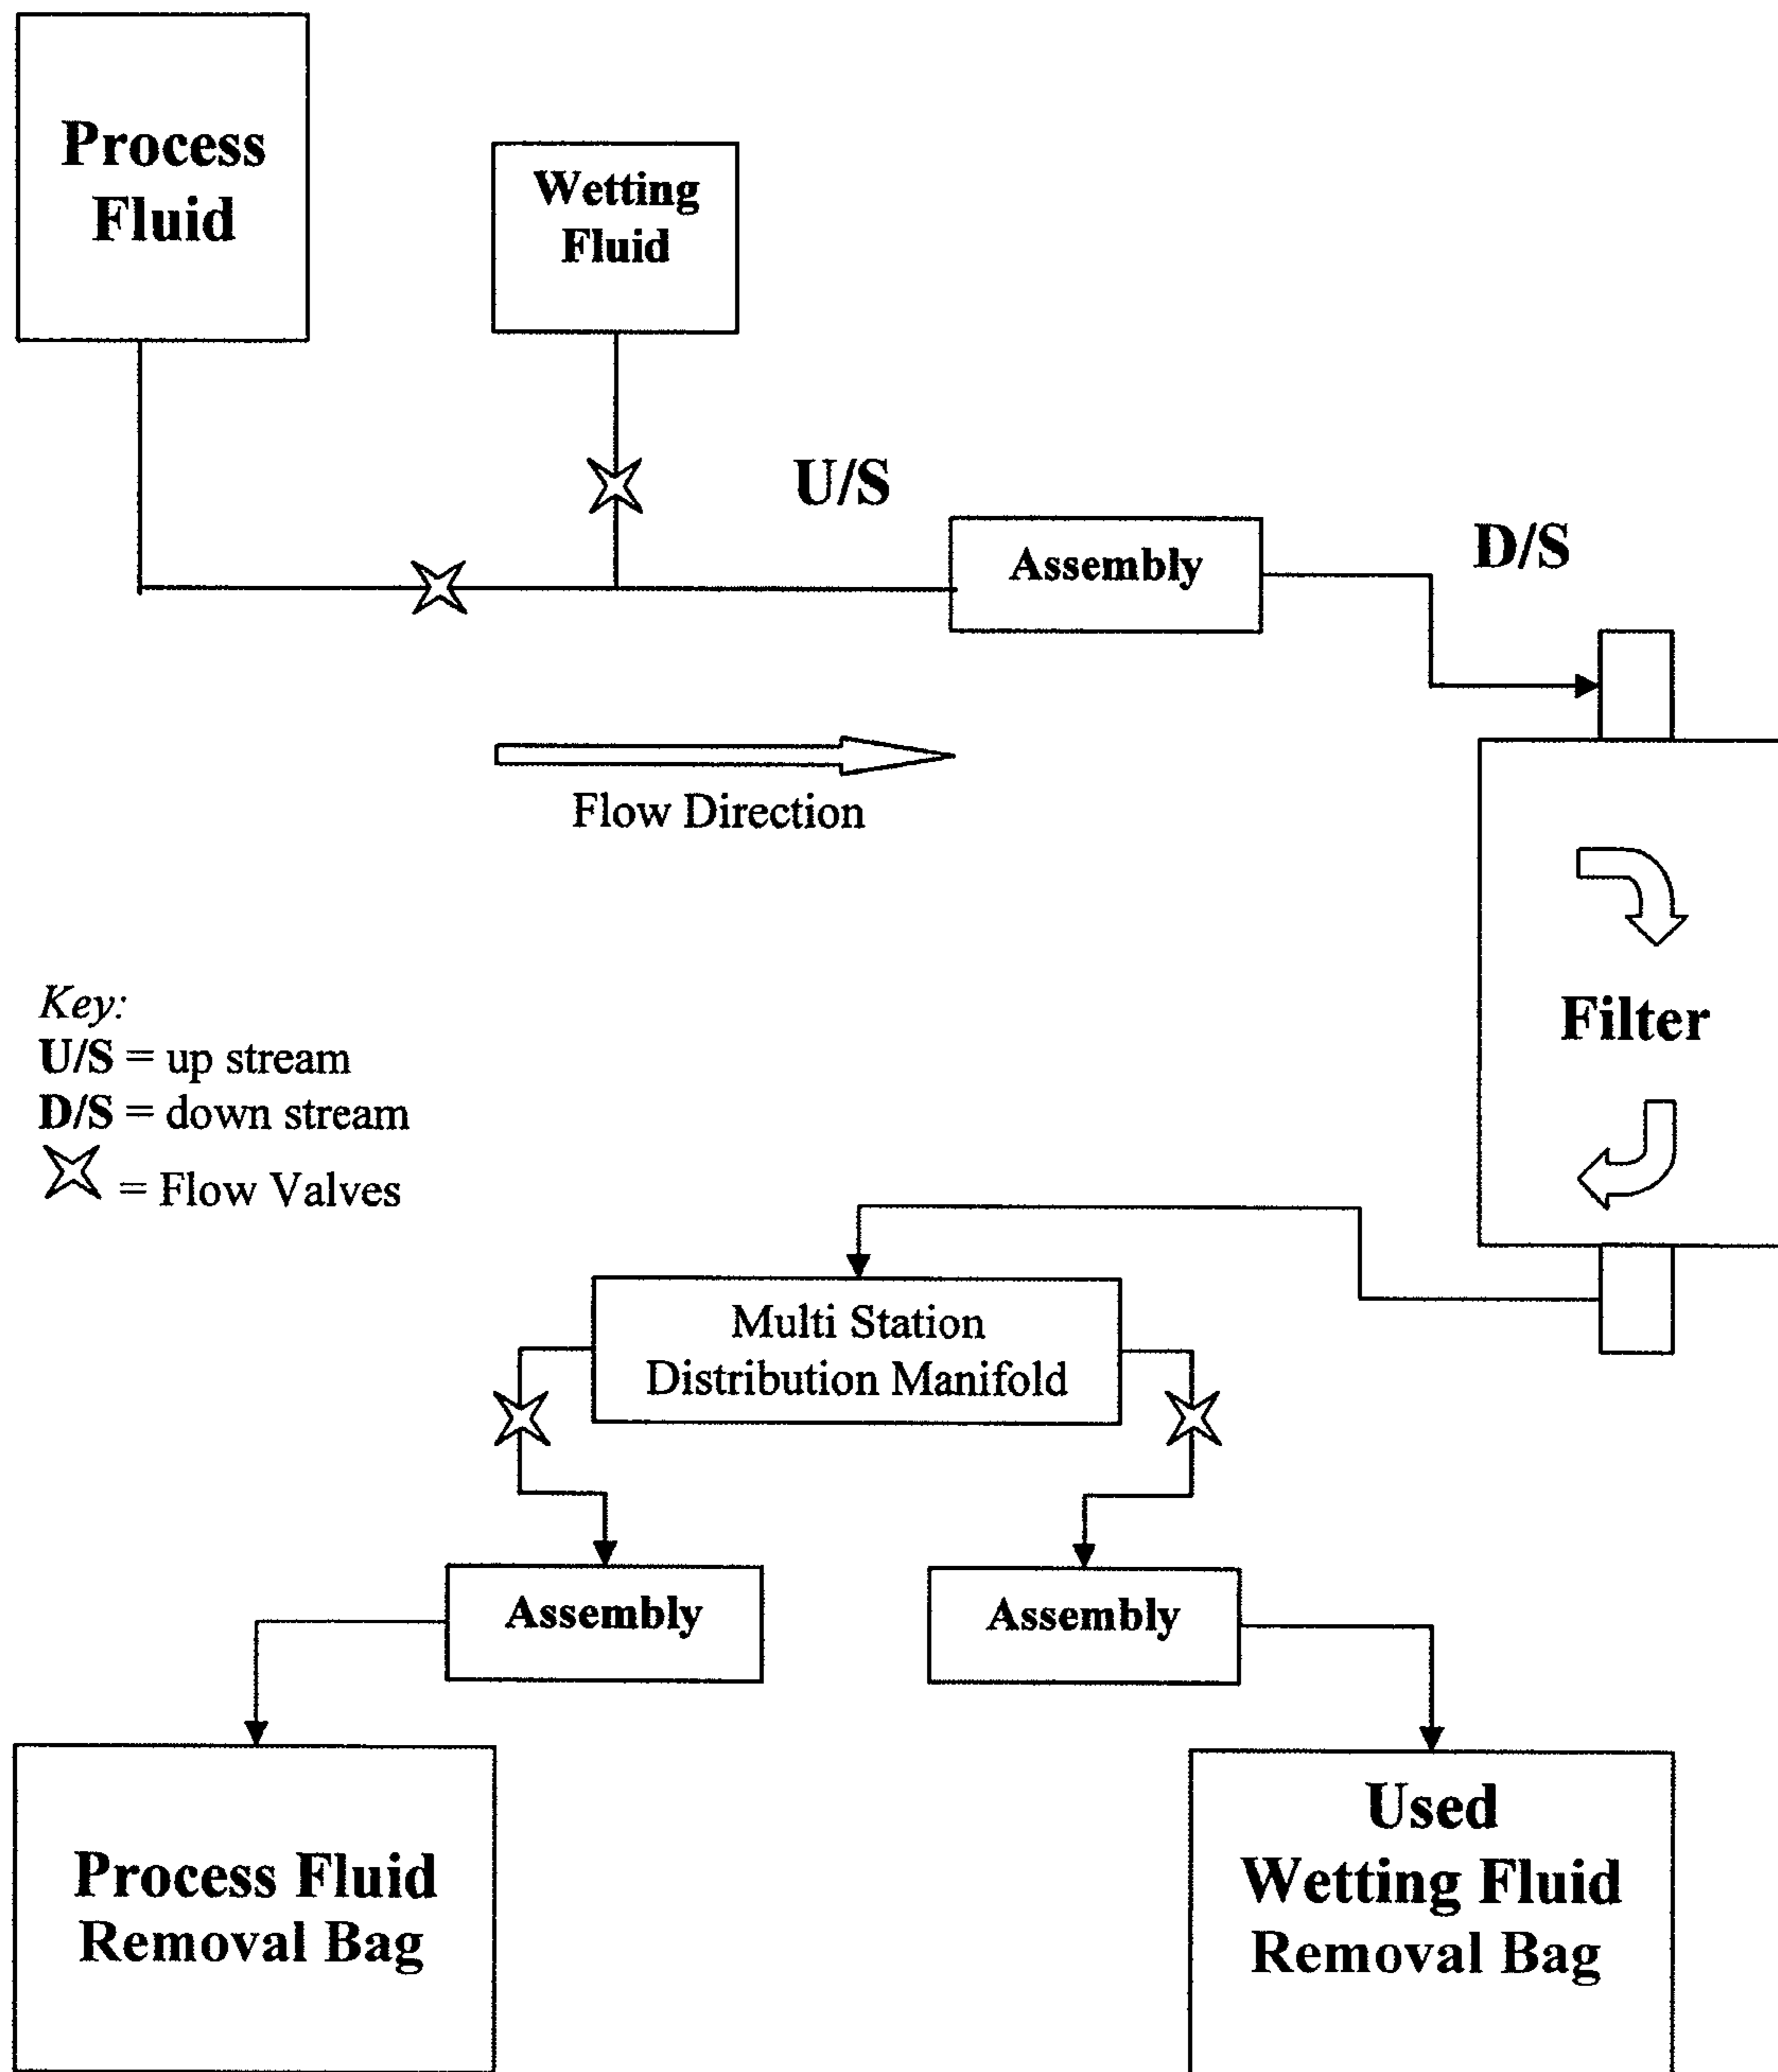 Process
Fluid
Wetting
Fluid
U/S
Assembly
D/S
Flow Direction
Filter
Key:
U/S = up stream
D/S = down stream
= Flow Valves
Multi Station
Distribution Manifold
Assembly
Assembly
Process Fluid
Removal Bag
Used
Wetting Fluid
Removal Bag